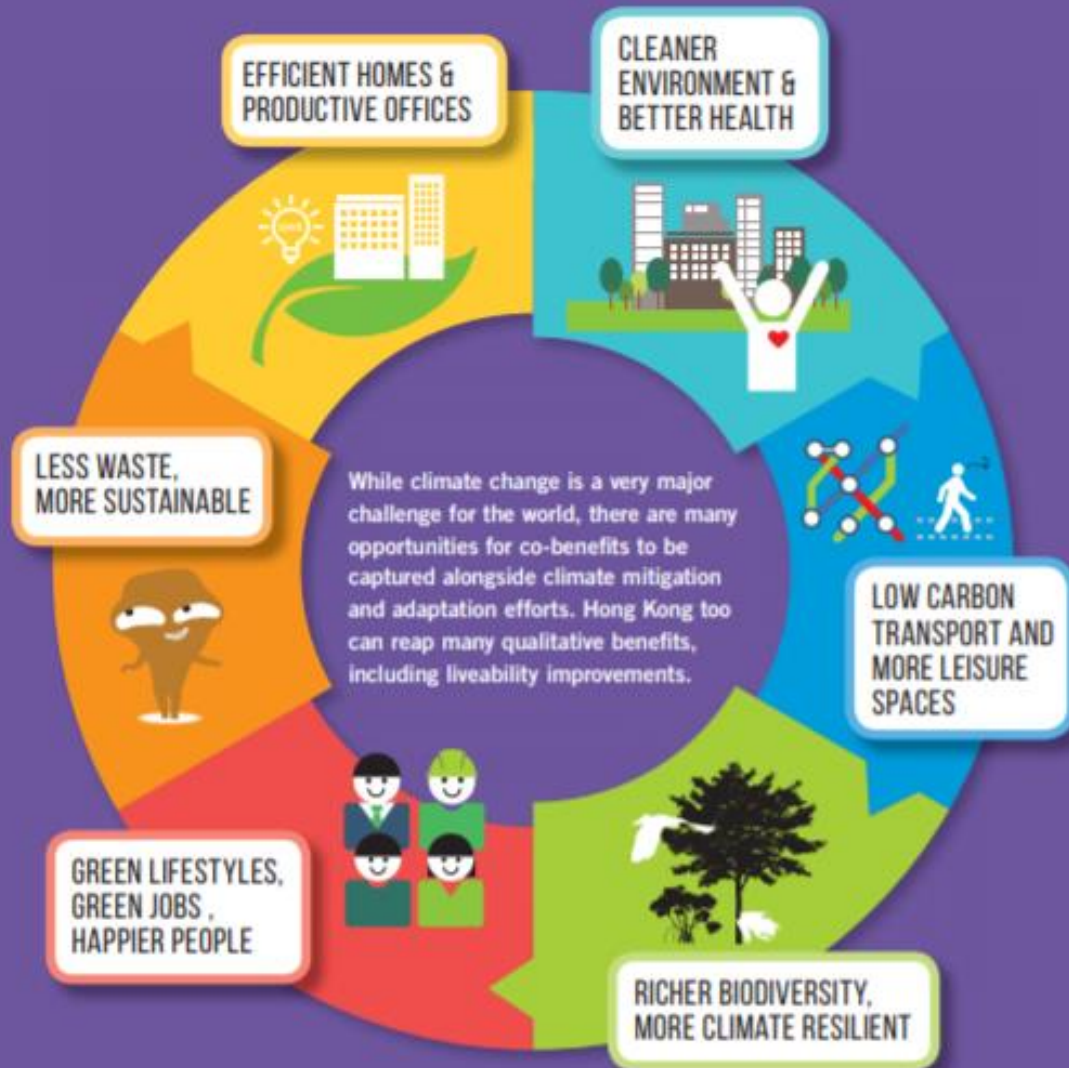 EFFICIENT HOMES &
PRODUCTIVE OFFICES
CLEANER
ENVIRONMENT &
BETTER HEALTH
LESS WASTE,
MORE SUSTAINABLE
While climate change is a very major
challenge for the world, there are many
opportunities for co-benefits to be
captured alongside climate mitigation
and adaptation efforts. Hong Kong too
can reap many qualitative benefits,
including liveability improvements.
LOW CARBON
TRANSPORT AND
MORE LEISURE
SPACES
GREEN LIFESTYLES,
GREEN JOBS ,
HAPPIER PEOPLE
RICHER BIODIVERSITY,
MORE CLIMATE RESILIENT